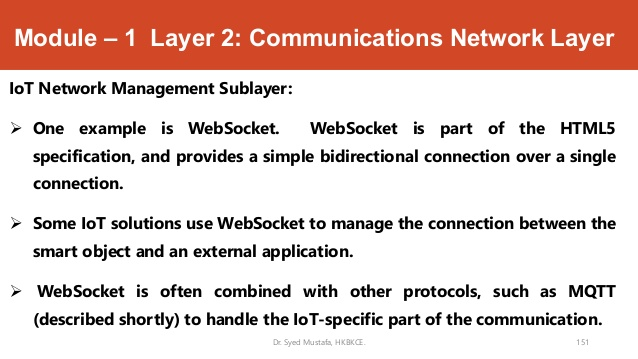 Module – 1 Layer 2: Communications Network Layer
IoT Network Management Sublayer:
➢ One example is WebSocket. WebSocket is part of the HTML5
specification, and provides a simple bidirectional connection over a single
connection.
➢ Some IoT solutions use WebSocket to manage the connection between the
smart object and an external application.
➢ WebSocket is often combined with other protocols, such as MQTT
(described shortly) to handle the IoT-specific part of the communication.
Dr. Syed Mustafa, HKBKCE. 151